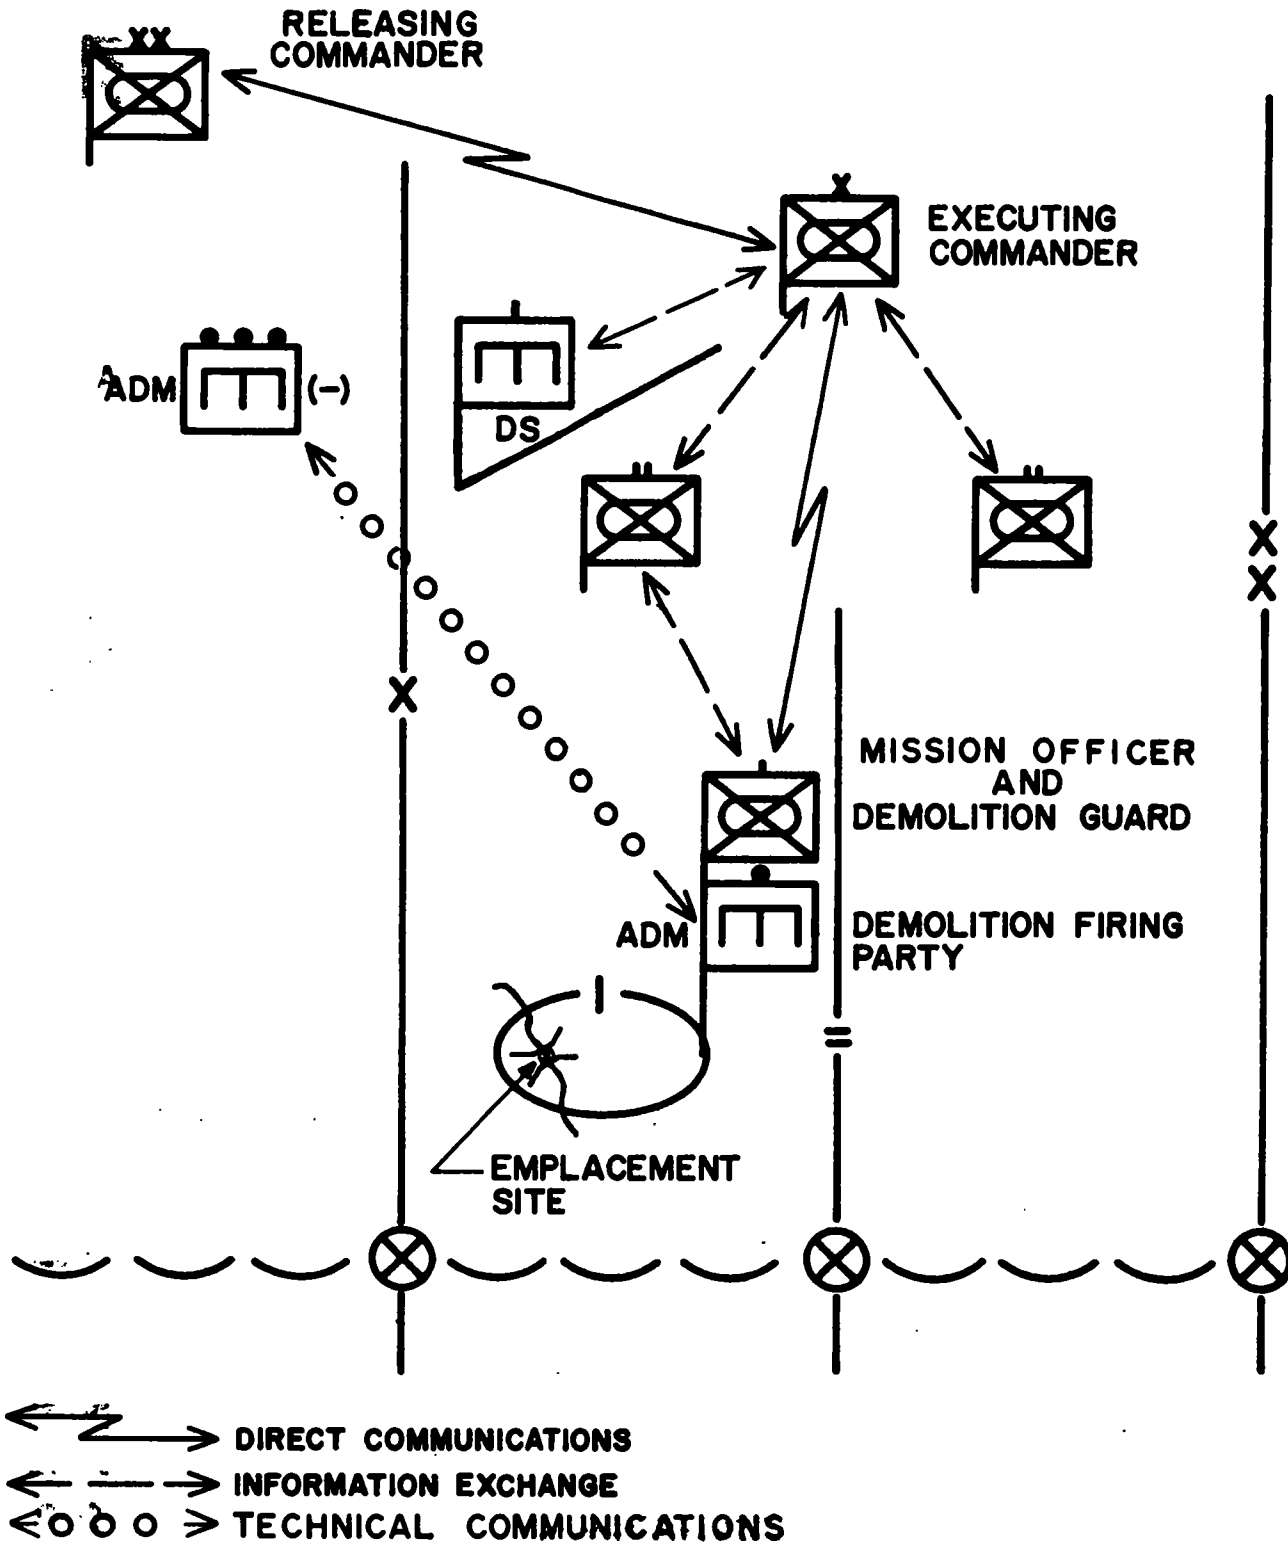 XX
RELEASING
COMMANDER
X
EXECUTING
COMMANDER
ADM
(-)
DS
X
X
X
MISSION OFFICER
AND
DEMOLITION GUARD
ADM
DEMOLITION FIRING
PARTY
EMPLACEMENT
SITE
DIRECT COMMUNICATIONS
INFORMATION EXCHANGE
TECHNICAL COMMUNICATIONS